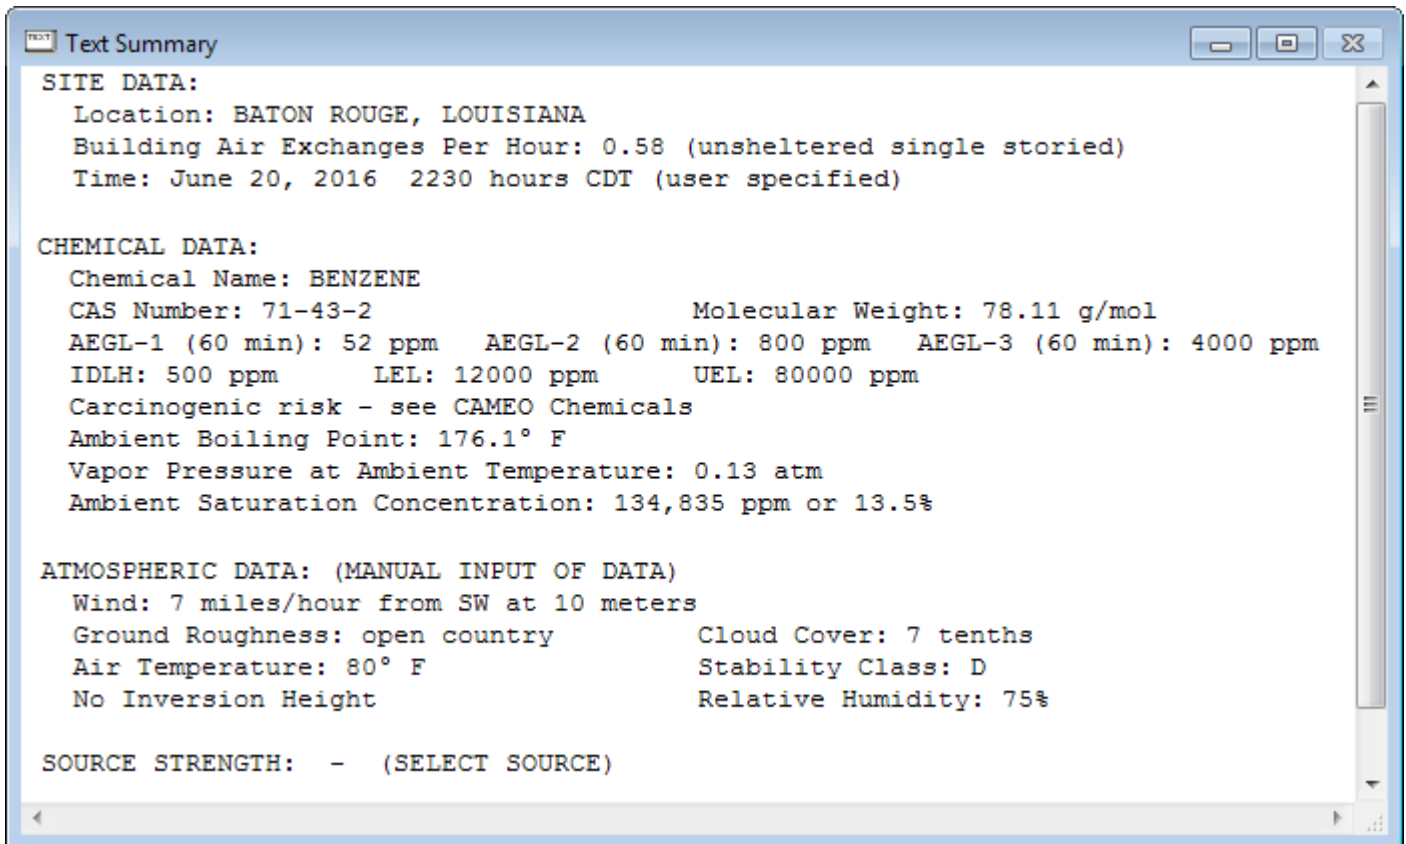 Text Summary
SITE DATA:
Location: BATON ROUGE, LOUISIANA
Building Air Exchanges Per Hour: 0.58 (unsheltered single storied)
Time: June 20, 2016  2230 hours CDT (user specified)
CHEMICAL DATA:
Chemical Name: BENZENE
CAS Number: 71-43-2                    Molecular Weight: 78.11 g/mol
AEGL-1 (60 min): 52 ppm   AEGL-2 (60 min): 800 ppm   AEGL-3 (60 min): 4000 ppm
IDLH: 500 ppm      LEL: 12000 ppm      UEL: 80000 ppm
Carcinogenic risk - see CAMEO Chemicals
Ambient Boiling Point: 176.1° F
Vapor Pressure at Ambient Temperature: 0.13 atm
Ambient Saturation Concentration: 134,835 ppm or 13.5%
ATMOSPHERIC DATA: (MANUAL INPUT OF DATA)
Wind: 7 miles/hour from SW at 10 meters
Ground Roughness: open country         Cloud Cover: 7 tenths
Air Temperature: 80° F                 Stability Class: D
No Inversion Height                    Relative Humidity: 75%
SOURCE STRENGTH:  -  (SELECT SOURCE)